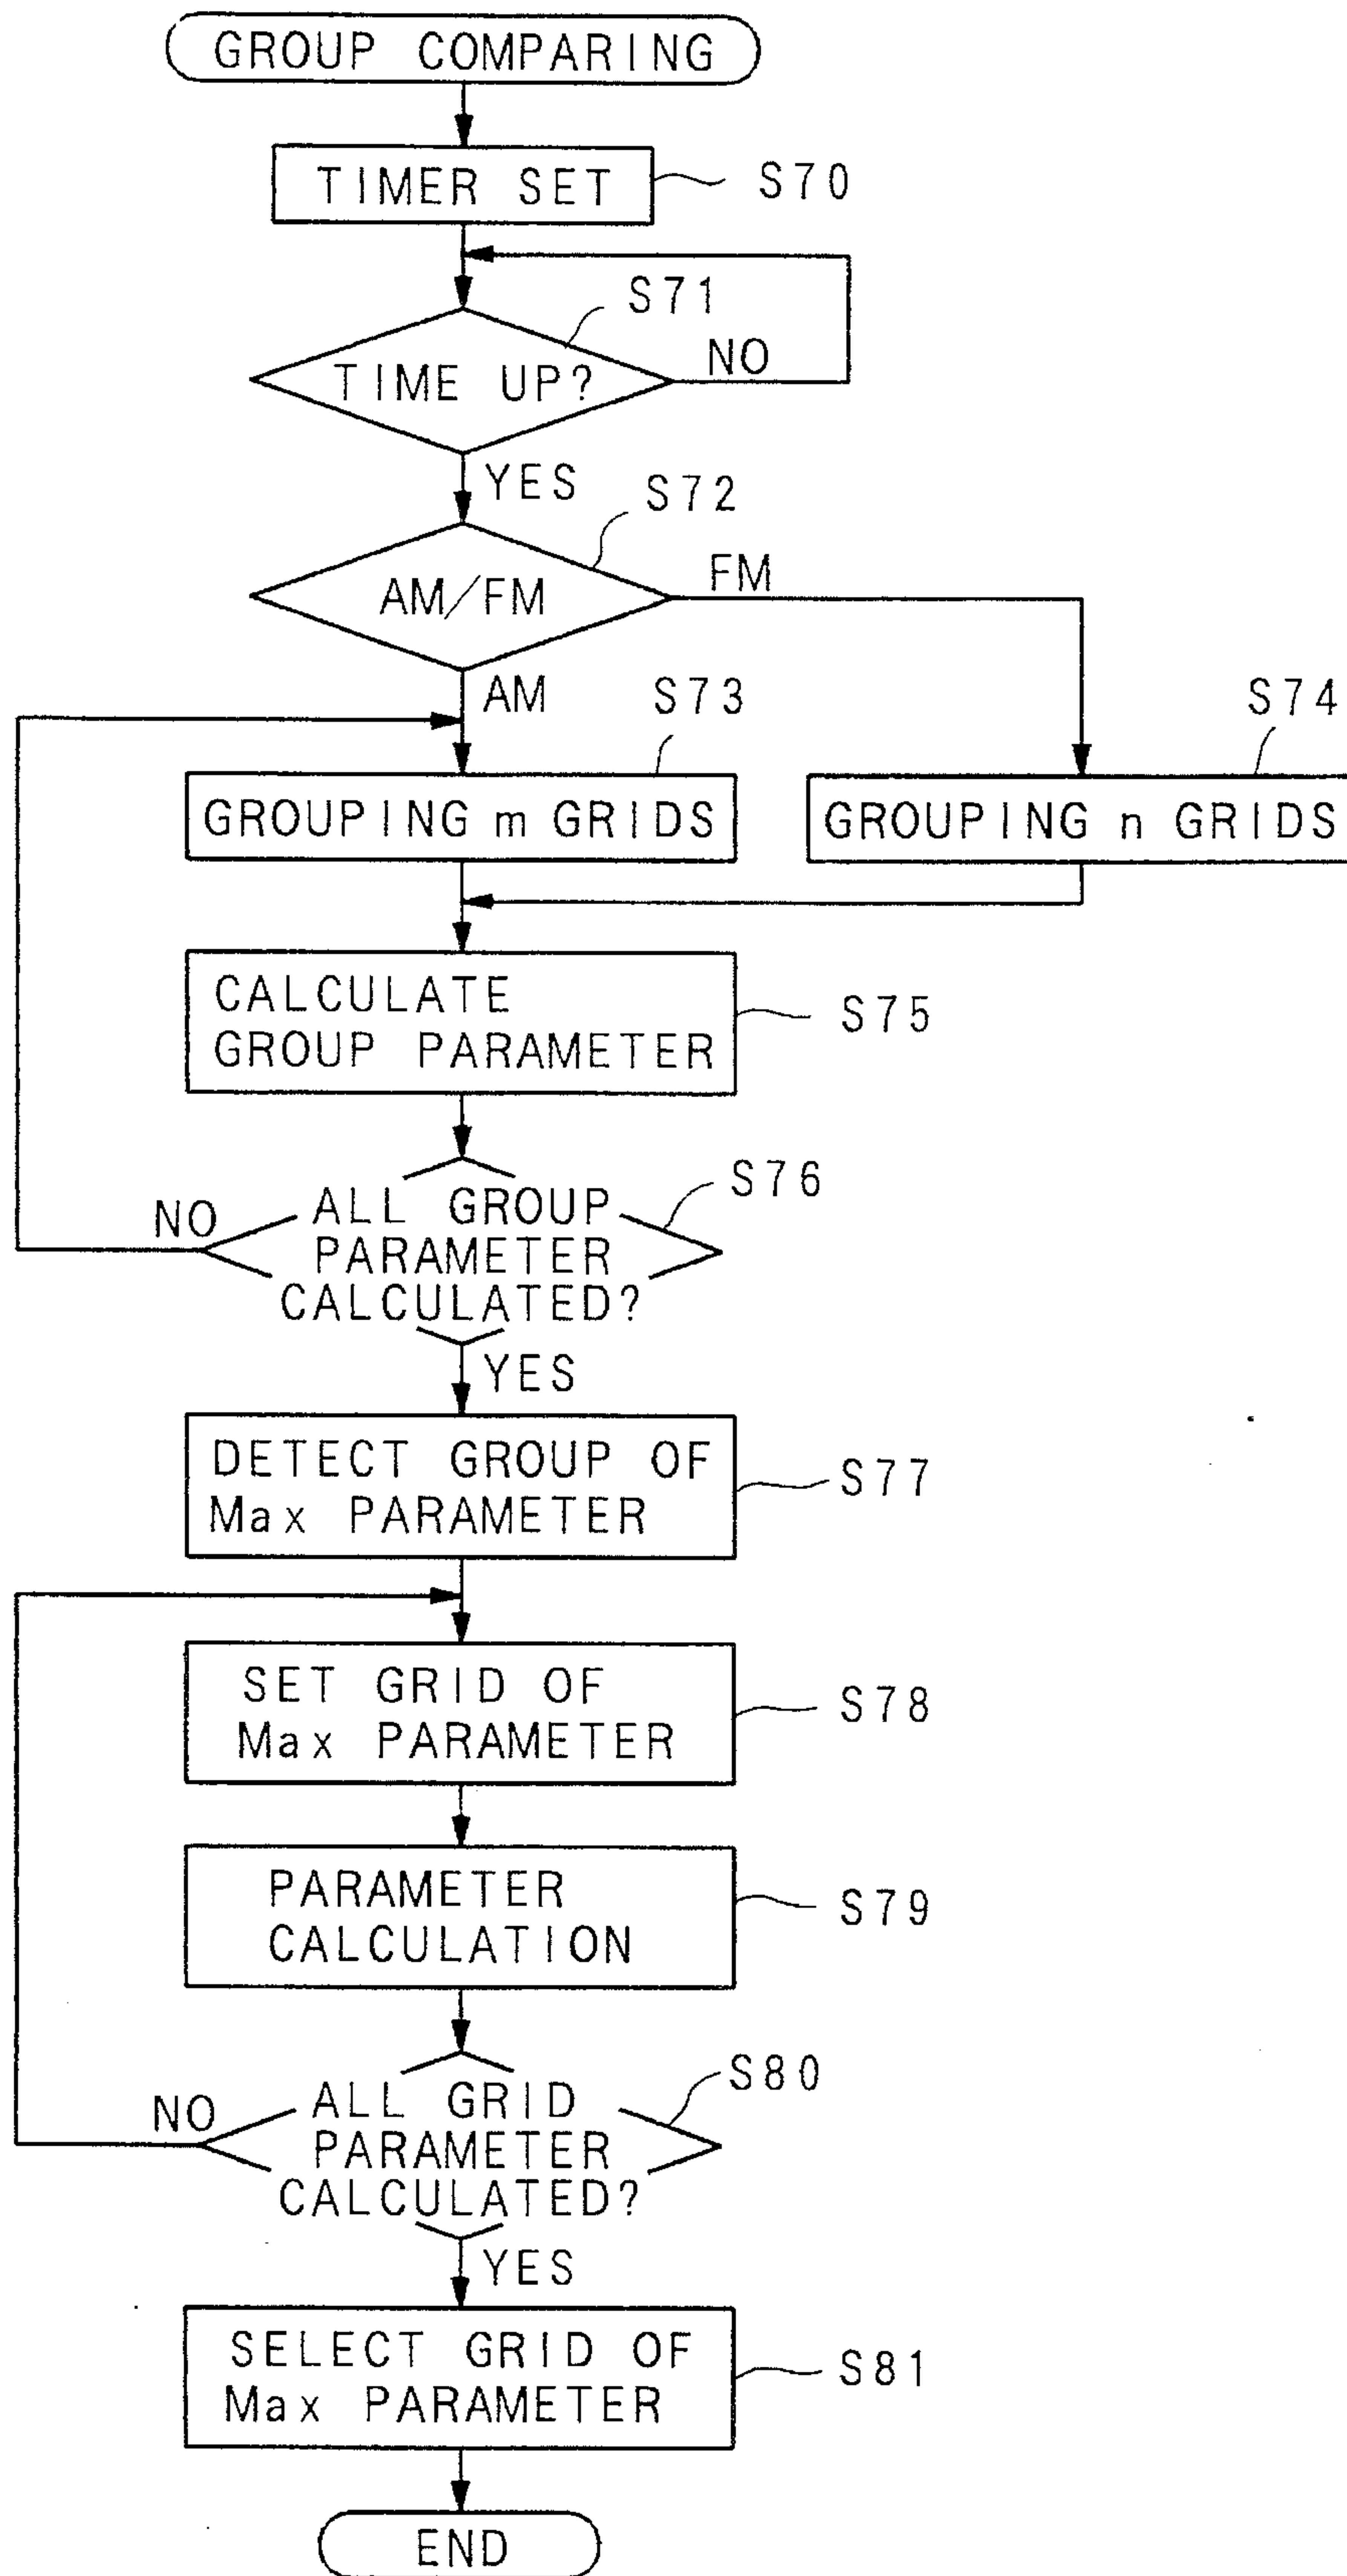 GROUP COMPARING
TIMER SET
S70
S71
TIME UP?
NO
YES
S72
AM/FM
FM
AM
S73
S74
GROUPING m GRIDS
GROUPING n GRIDS
CALCULATE
GROUP PARAMETER
S75
S76
NO
ALL GROUP
PARAMETER
CALCULATED?
YES
DETECT GROUP OF
Max PARAMETER
S77
SET GRID OF
Max PARAMETER
S78
PARAMETER
CALCULATION
S79
S80
NO
ALL GRID
PARAMETER
CALCULATED?
YES
SELECT GRID OF
Max PARAMETER
S81
END